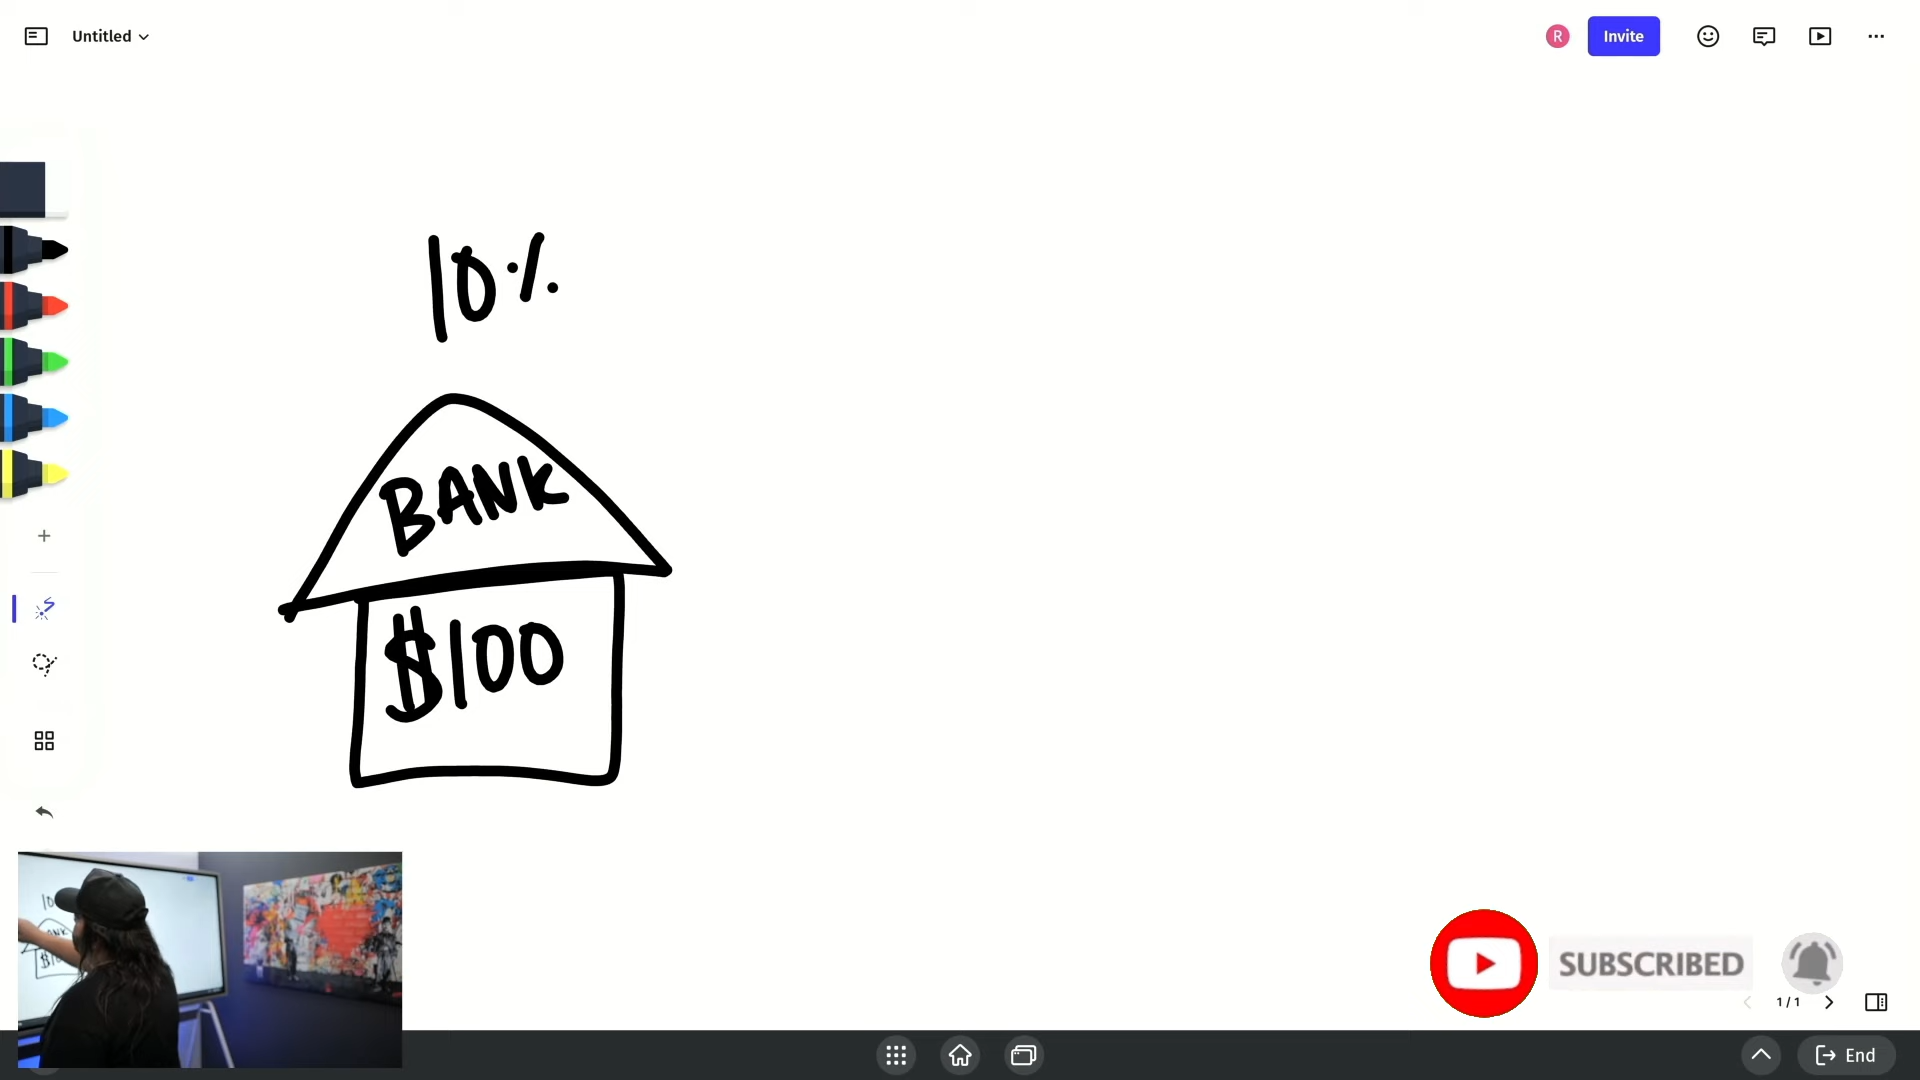 Untitled
R
Invite
10%
BANK
$100
SUBSCRIBED
1/1
End